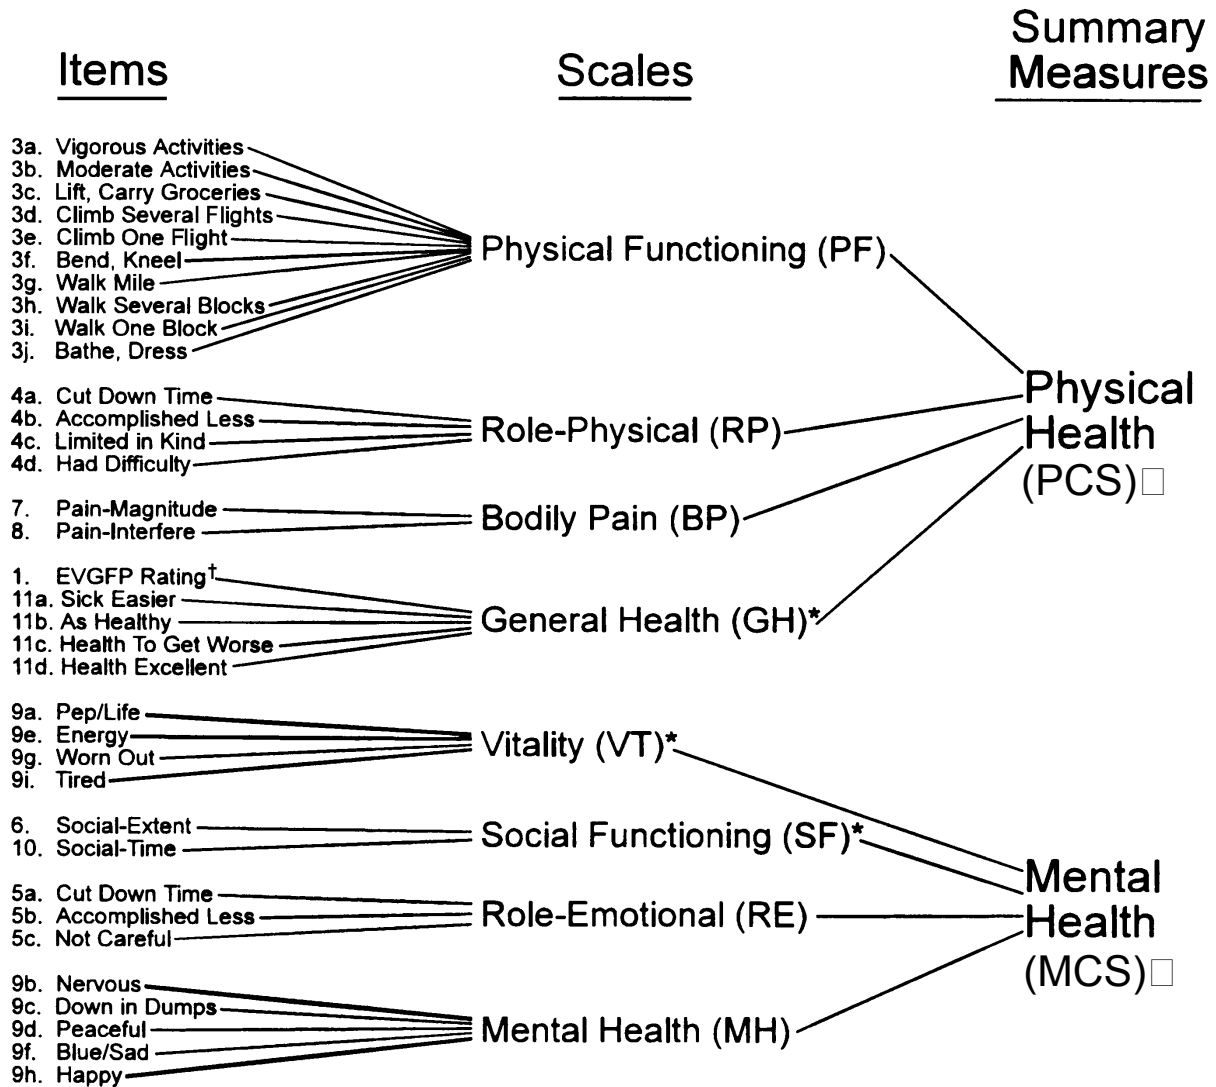 Items
Scales
Summary
Measures
3a. Vigorous Activities
3b. Moderate Activities
3c. Lift, Carry Groceries
3d. Climb Several Flights
3e. Climb One Flight
3f. Bend, Kneel
3g. Walk Mile
3h. Walk Several Blocks
3i. Walk One Block
3j. Bathe, Dress
Physical Functioning (PF)
4a. Cut Down Time
4b. Accomplished Less
4c. Limited in Kind
4d. Had Difficulty
Role-Physical (RP)
7. Pain-Magnitude
8. Pain-Interfere
Bodily Pain (BP)
1. EVGFP Rating†
11a. Sick Easier
11b. As Healthy
11c. Health To Get Worse
11d. Health Excellent
General Health (GH)*
Physical
Health
(PCS)□
9a. Pep/Life
9e. Energy
9g. Worn Out
9i. Tired
Vitality (VT)*
6. Social-Extent
10. Social-Time
Social Functioning (SF)*
5a. Cut Down Time
5b. Accomplished Less
5c. Not Careful
Role-Emotional (RE)
9b. Nervous
9c. Down in Dumps
9d. Peaceful
9f. Blue/Sad
9h. Happy
Mental Health (MH)
Mental
Health
(MCS)□